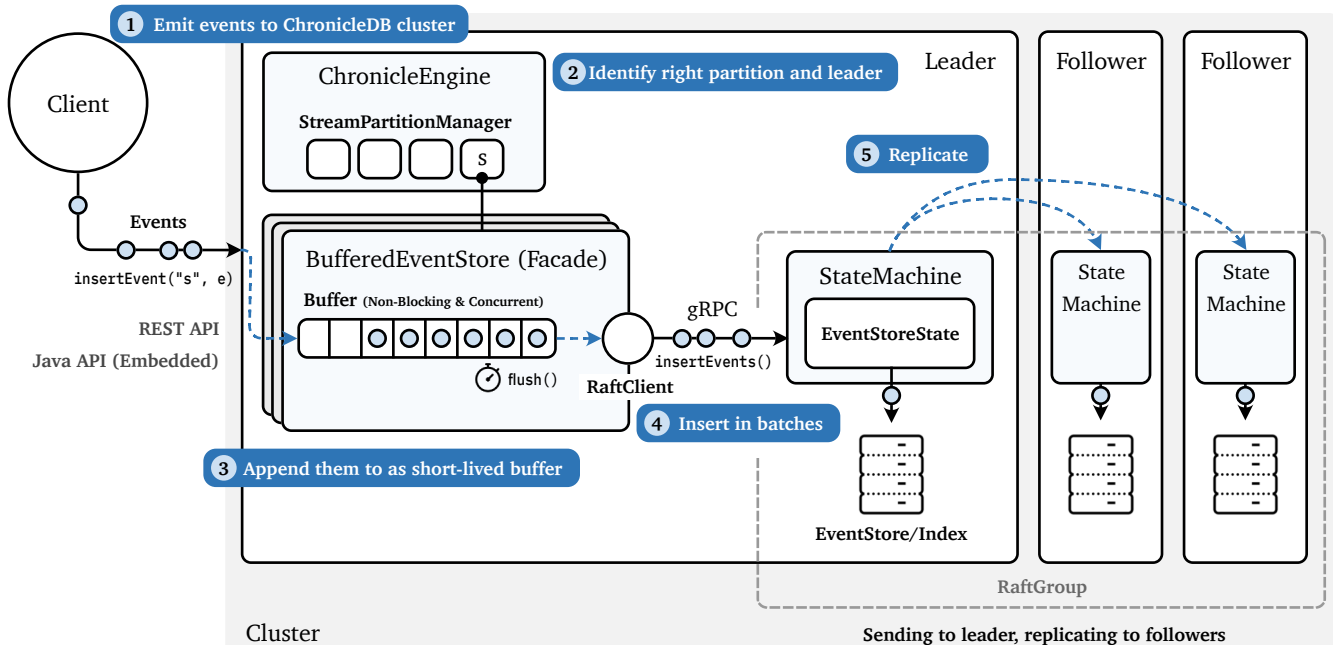 1 Emit events to ChronicleDB cluster
Client
Events
insertEvent("s", e)
REST API
Java API (Embedded)
ChronicleEngine
StreamPartitionManager
s
2 Identify right partition and leader
Leader
Follower
Follower
BufferedEventStore (Facade)
Buffer (Non-Blocking & Concurrent)
flush()
RaftClient
3 Append them to as short-lived buffer
4 Insert in batches
gRPC
insertEvents()
5 Replicate
StateMachine
EventStoreState
EventStore/Index
State
Machine
State
Machine
RaftGroup
Cluster
Sending to leader, replicating to followers